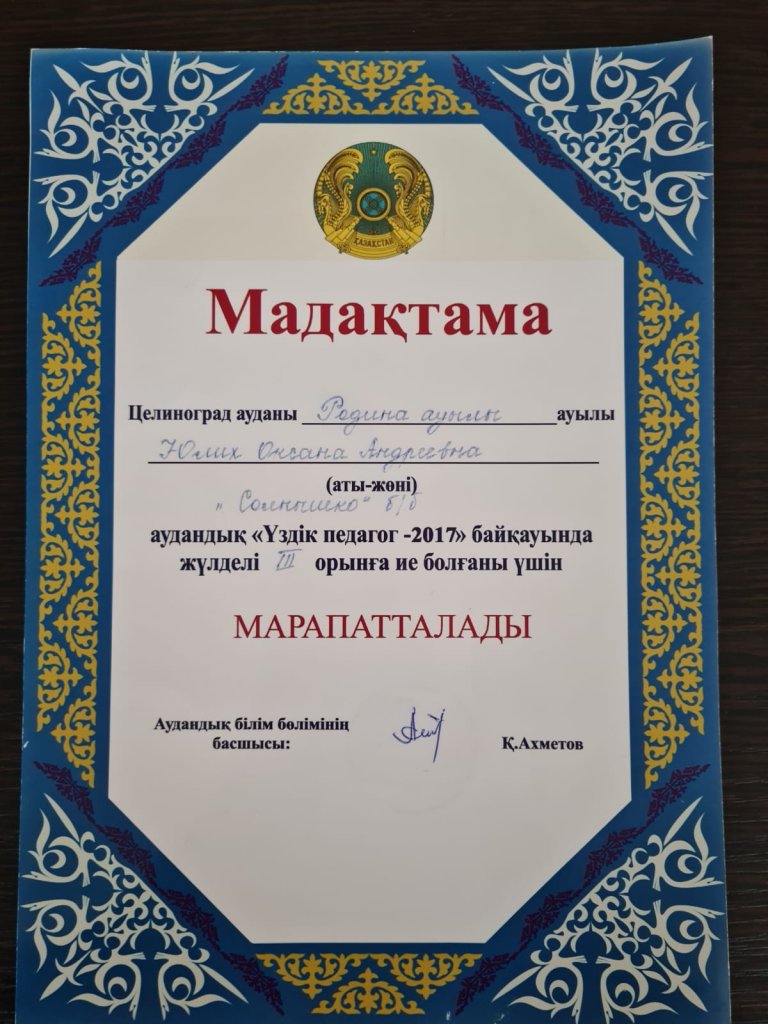 ҚАЗАҚСТАН
Мадақтама
Целиноград ауданы Родина ауылы ауылы
Юлих Оксана Андреевна
(аты-жөні)
"Солнышко" б/б
аудандық «Үздік педагог -2017» байқауында
жүлделі III орынға ие болғаны үшін
МАРАПАТТАЛАДЫ
Аудандық білім бөлімінің
басшысы: Қ.Ахметов